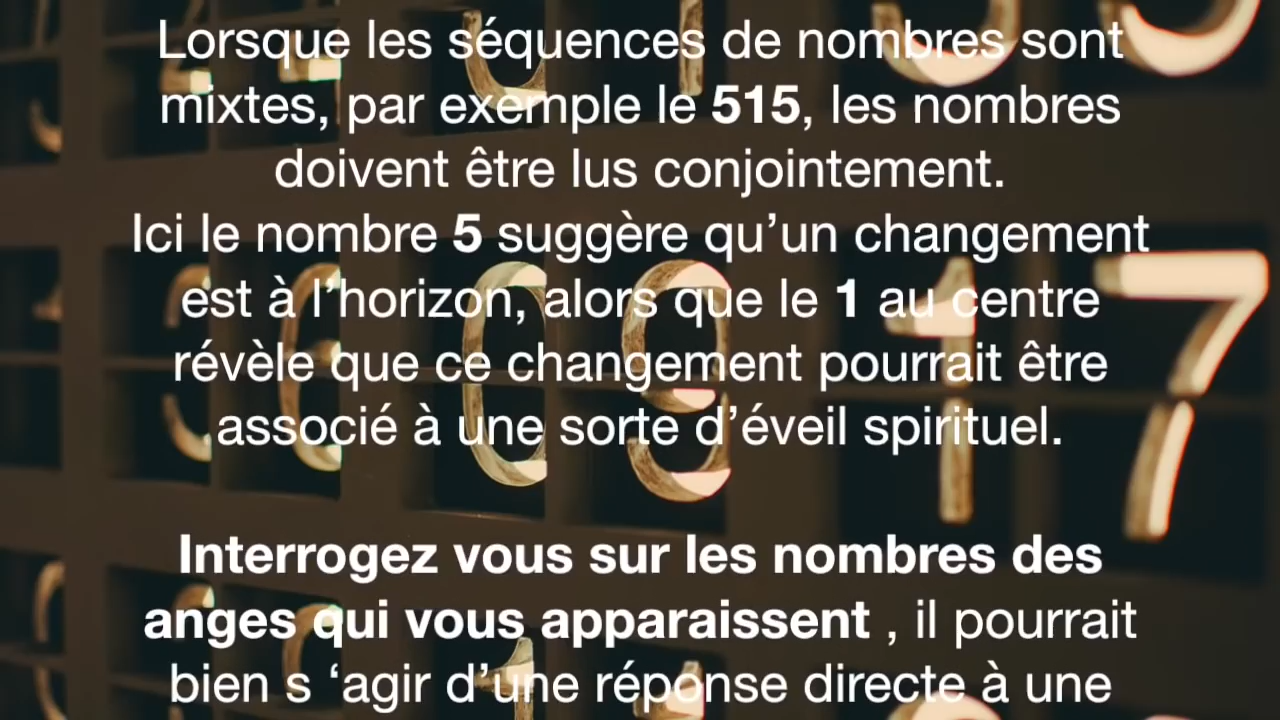 Lorsque les séquences de nombres sont
mixtes, par exemple le 515, les nombres
doivent être lus conjointement.
Ici le nombre 5 suggère qu’un changement
est à l’horizon, alors que le 1 au centre
révèle que ce changement pourrait être
associé à une sorte d’éveil spirituel.
Interrogez vous sur les nombres des
anges qui vous apparaissent , il pourrait
bien s ‘agir d’une réponse directe à une